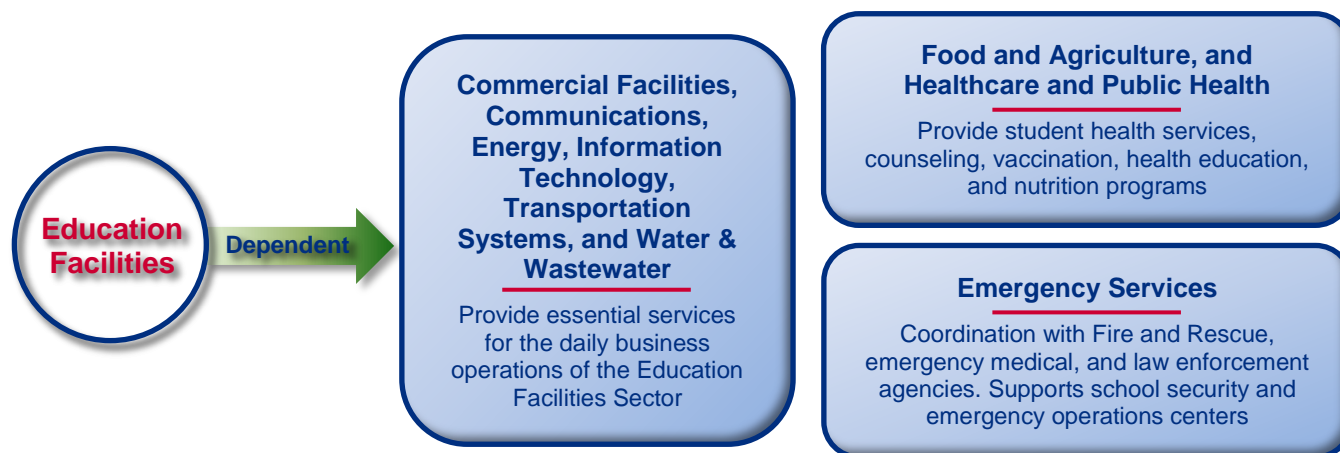 Education
Facilities
Dependent
Commercial Facilities,
Communications,
Energy, Information
Technology,
Transportation
Systems, and Water &
Wastewater
Provide essential services
for the daily business
operations of the Education
Facilities Sector
Food and Agriculture, and
Healthcare and Public Health
Provide student health services,
counseling, vaccination, health education,
and nutrition programs
Emergency Services
Coordination with Fire and Rescue,
emergency medical, and law enforcement
agencies. Supports school security and
emergency operations centers